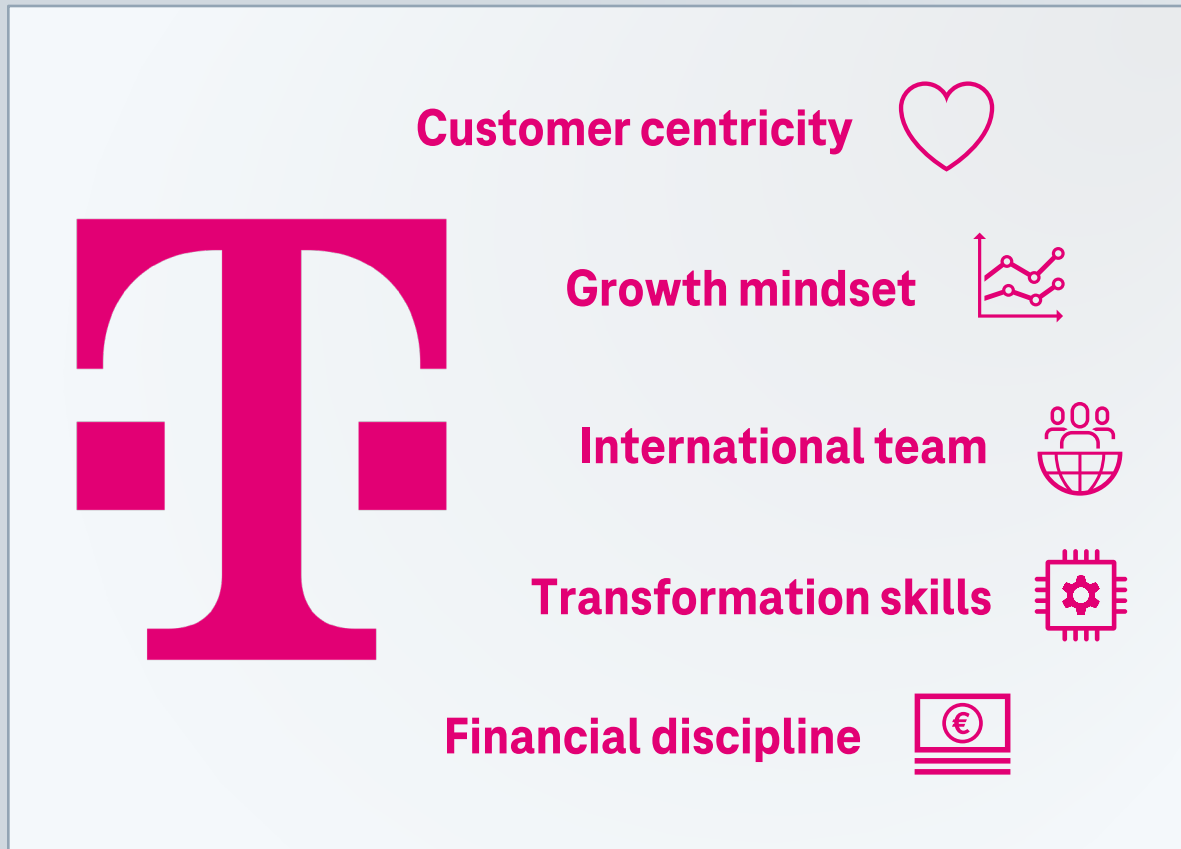 Customer centricity
Growth mindset
T
International team
Transformation skills
Financial discipline
€